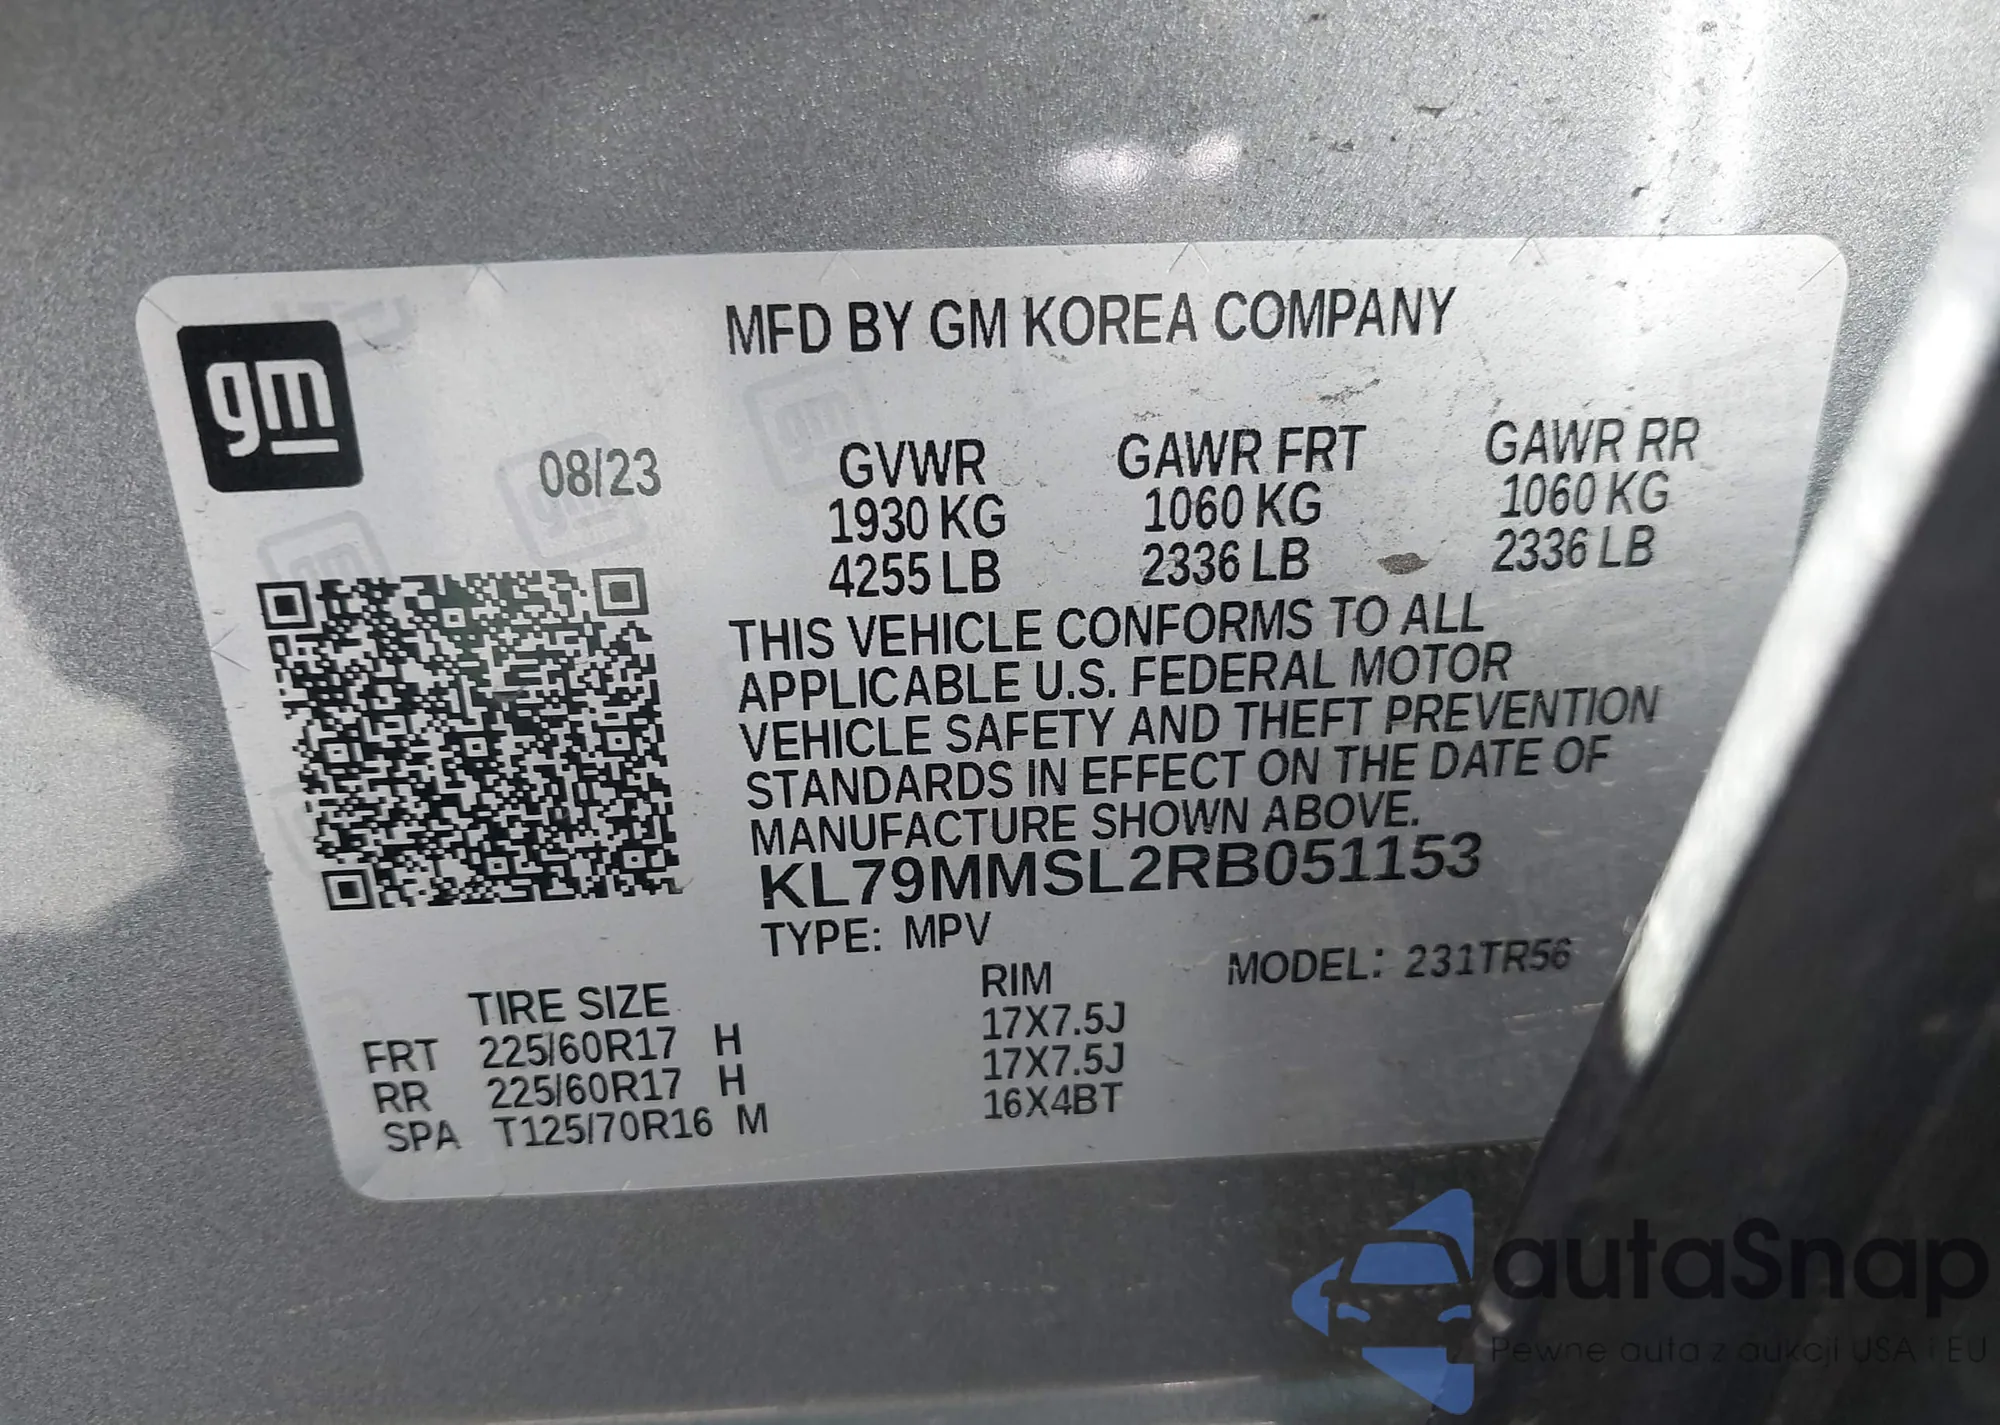 gm
MFD BY GM KOREA COMPANY
08/23
GVWR GAWR FRT GAWR RR
1930 KG 1060 KG 1060 KG
4255 LB 2336 LB 2336 LB
THIS VEHICLE CONFORMS TO ALL
APPLICABLE U.S. FEDERAL MOTOR
VEHICLE SAFETY AND THEFT PREVENTION
STANDARDS IN EFFECT ON THE DATE OF
MANUFACTURE SHOWN ABOVE.
KL79MMSL2RB051153
TYPE: MPV MODEL: 231TR56
TIRE SIZE RIM
FRT 225/60R17 H 17X7.5J
RR 225/60R17 H 17X7.5J
SPA T125/70R16 M 16X4BT
autaSnap
Pewne auta z aukcji USA i EU